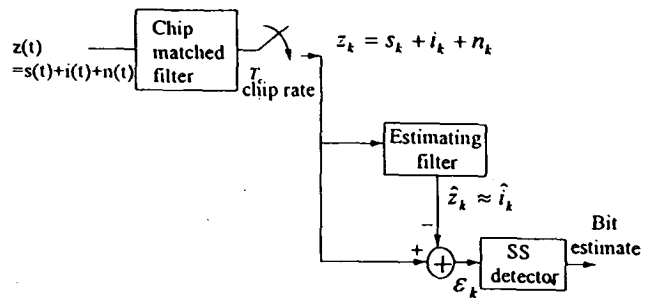 z(t)
=s(t)+i(t)+n(t)
Chip
matched
filter
T_c
chip rate
z_k = s_k + i_k + n_k
Estimating
filter
ẑ_k ≈ î_k
−
+
+
ε_k
SS
detector
Bit
estimate